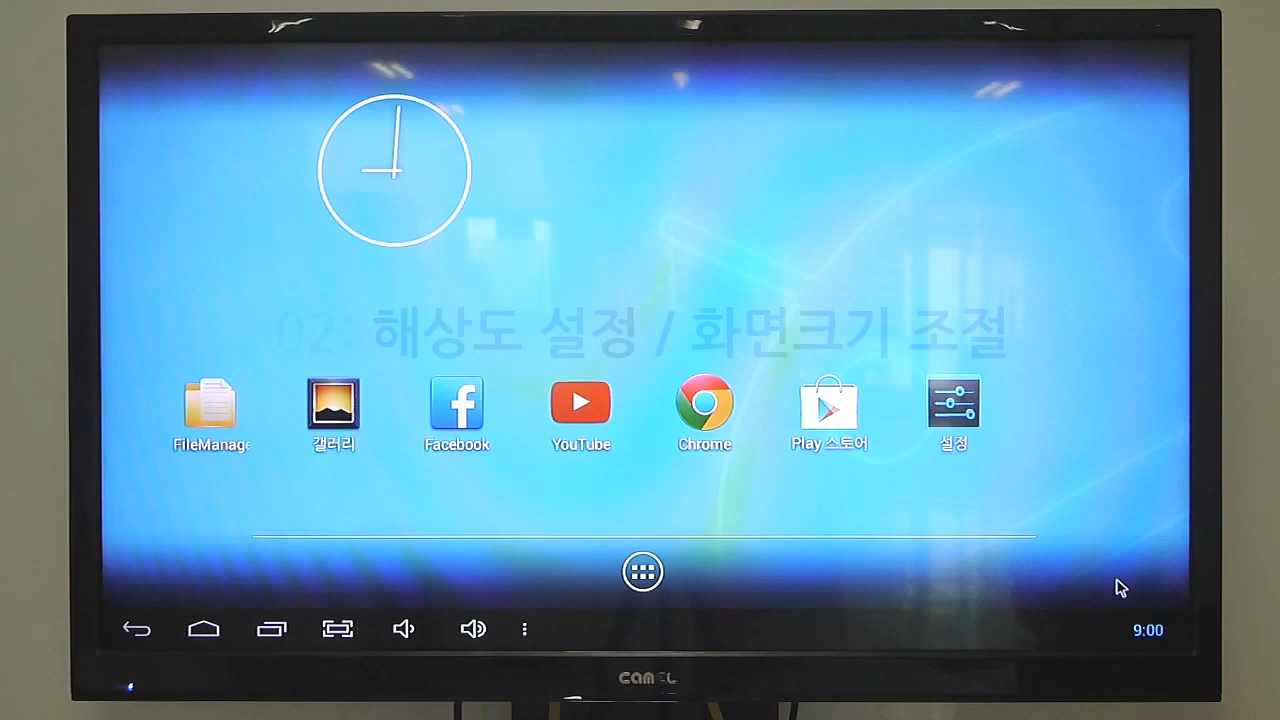 02: 해상도 설정 / 화면크기 조절
FileManage
갤러리
Facebook
YouTube
Chrome
Play 스토어
설정
9:00
CAMEL